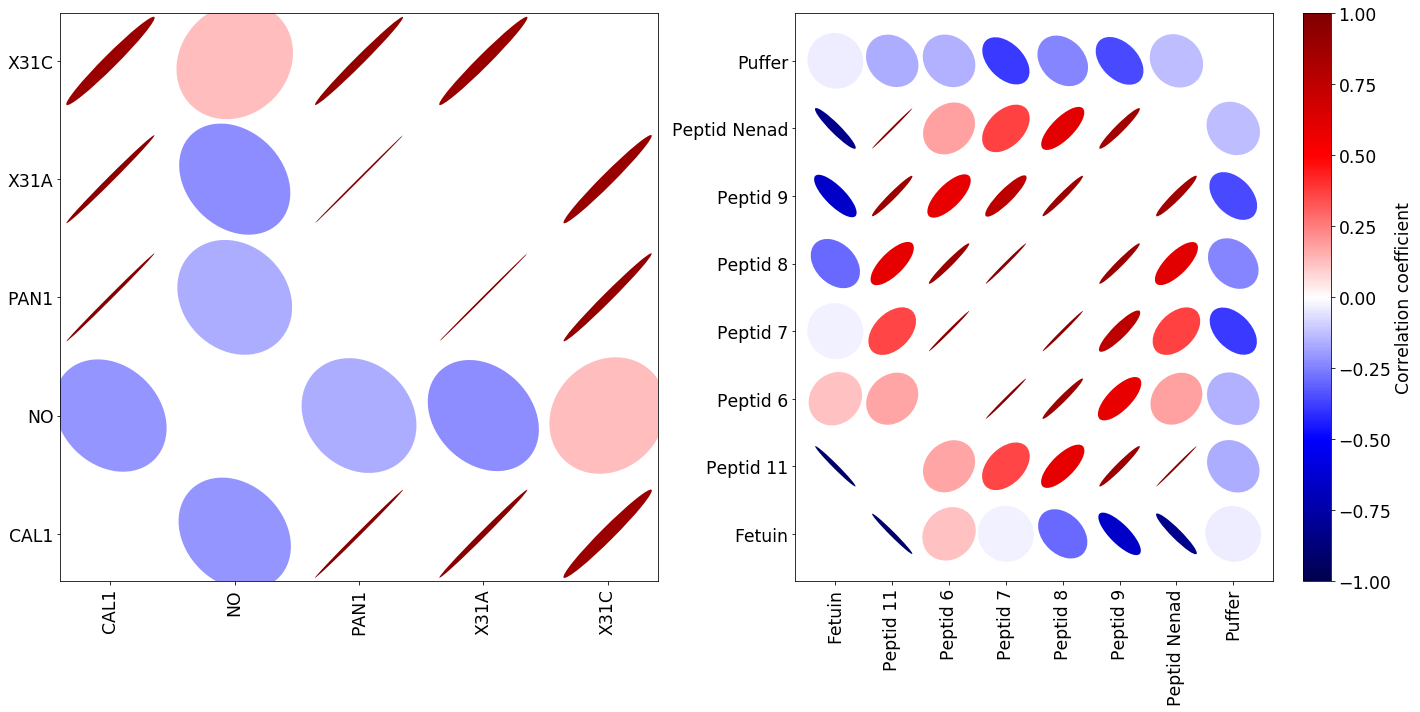 X31C
X31A
PAN1
NO
CAL1
CAL1
NO
PAN1
X31A
X31C
Puffer
Peptid Nenad
Peptid 9
Peptid 8
Peptid 7
Peptid 6
Peptid 11
Fetuin
Fetuin
Peptid 11
Peptid 6
Peptid 7
Peptid 8
Peptid 9
Peptid Nenad
Puffer
1.00
0.75
0.50
0.25
0.00
−0.25
−0.50
−0.75
−1.00
Correlation coefficient